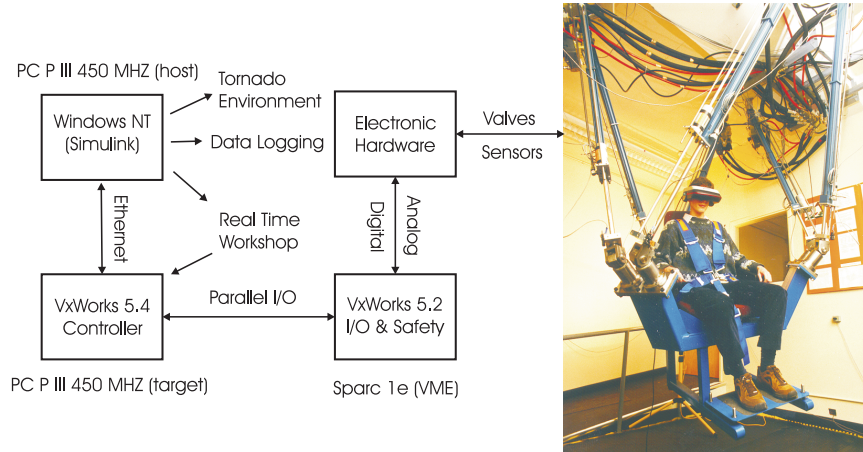 PC P III 450 MHZ (host)
Windows NT
(Simulink)
Tornado
Environment
Data Logging
Real Time
Workshop
Ethernet
VxWorks 5.4
Controller
PC P III 450 MHZ (target)
Parallel I/O
Electronic
Hardware
Analog
Digital
VxWorks 5.2
I/O & Safety
Sparc 1e (VME)
Valves
Sensors